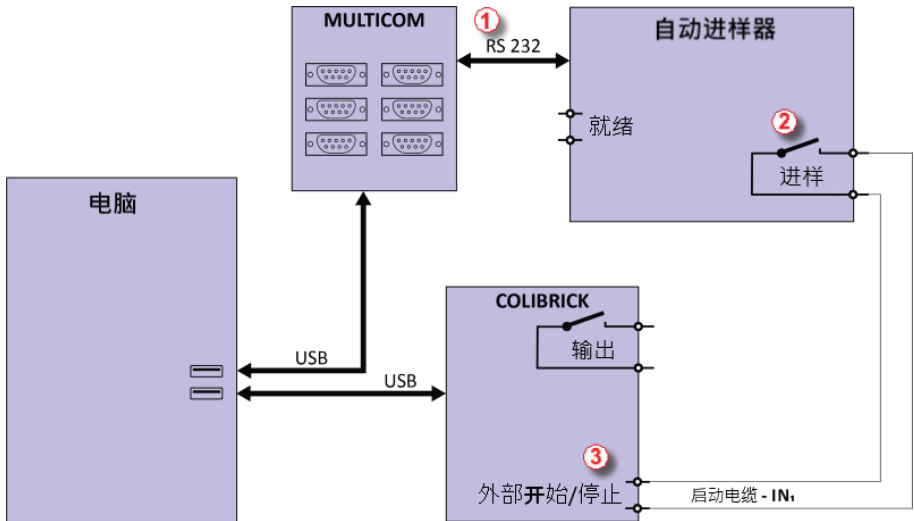 MULTICOM
①
RS 232
自动进样器
就绪
②
进样
电脑
COLIBRICK
输出
USB
USB
③
外部开始/停止
启动电缆 - IN₁